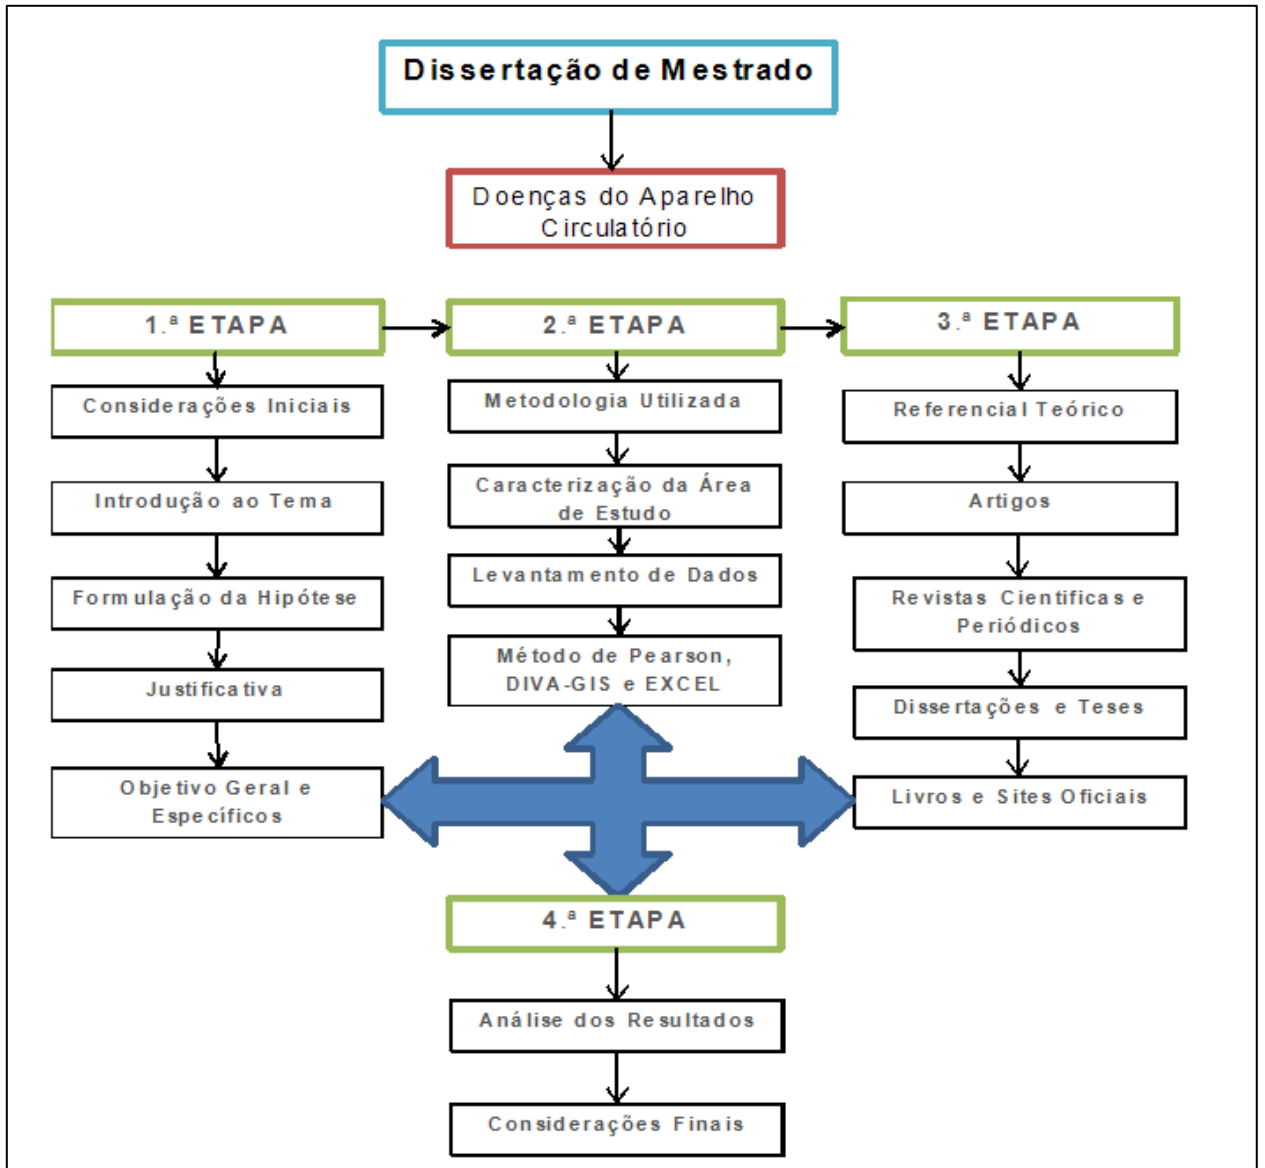 Dissertação de Mestrado
Doenças do Aparelho
Circulatório
1.ª ETAPA
Considerações Iniciais
Introdução ao Tema
Formulação da Hipótese
Justificativa
Objetivo Geral e
Específicos
2.ª ETAPA
Metodologia Utilizada
Caracterização da Área
de Estudo
Levantamento de Dados
Método de Pearson,
DIVA-GIS e EXCEL
3.ª ETAPA
Referencial Teórico
Artigos
Revistas Cientificas e
Periódicos
Dissertações e Teses
Livros e Sites Oficiais
4.ª ETAPA
Análise dos Resultados
Considerações Finais